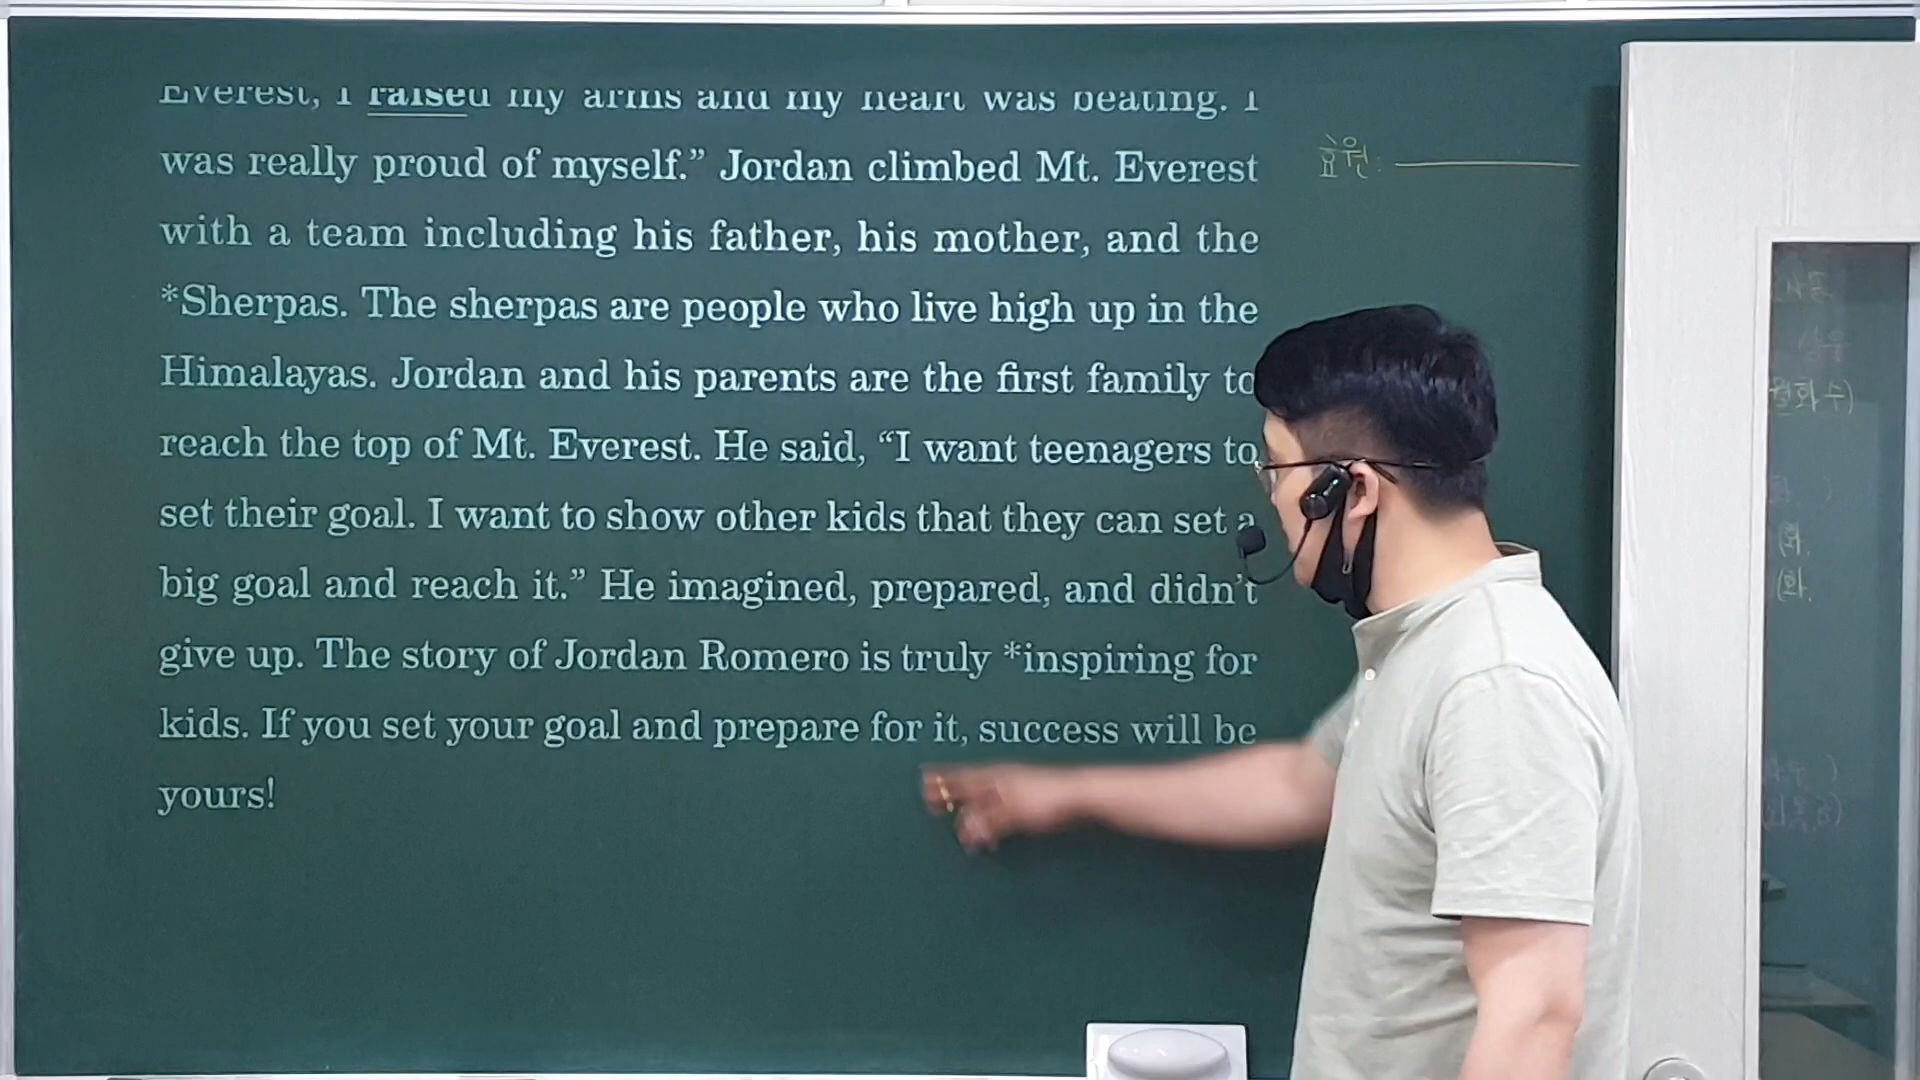 Everest, I raised my arms and my heart was beating. I
was really proud of myself.” Jordan climbed Mt. Everest
with a team including his father, his mother, and the
*Sherpas. The sherpas are people who live high up in the
Himalayas. Jordan and his parents are the first family to
reach the top of Mt. Everest. He said, “I want teenagers to
set their goal. I want to show other kids that they can set a
big goal and reach it.” He imagined, prepared, and didn’t
give up. The story of Jordan Romero is truly *inspiring for
kids. If you set your goal and prepare for it, success will be
yours!
효원: